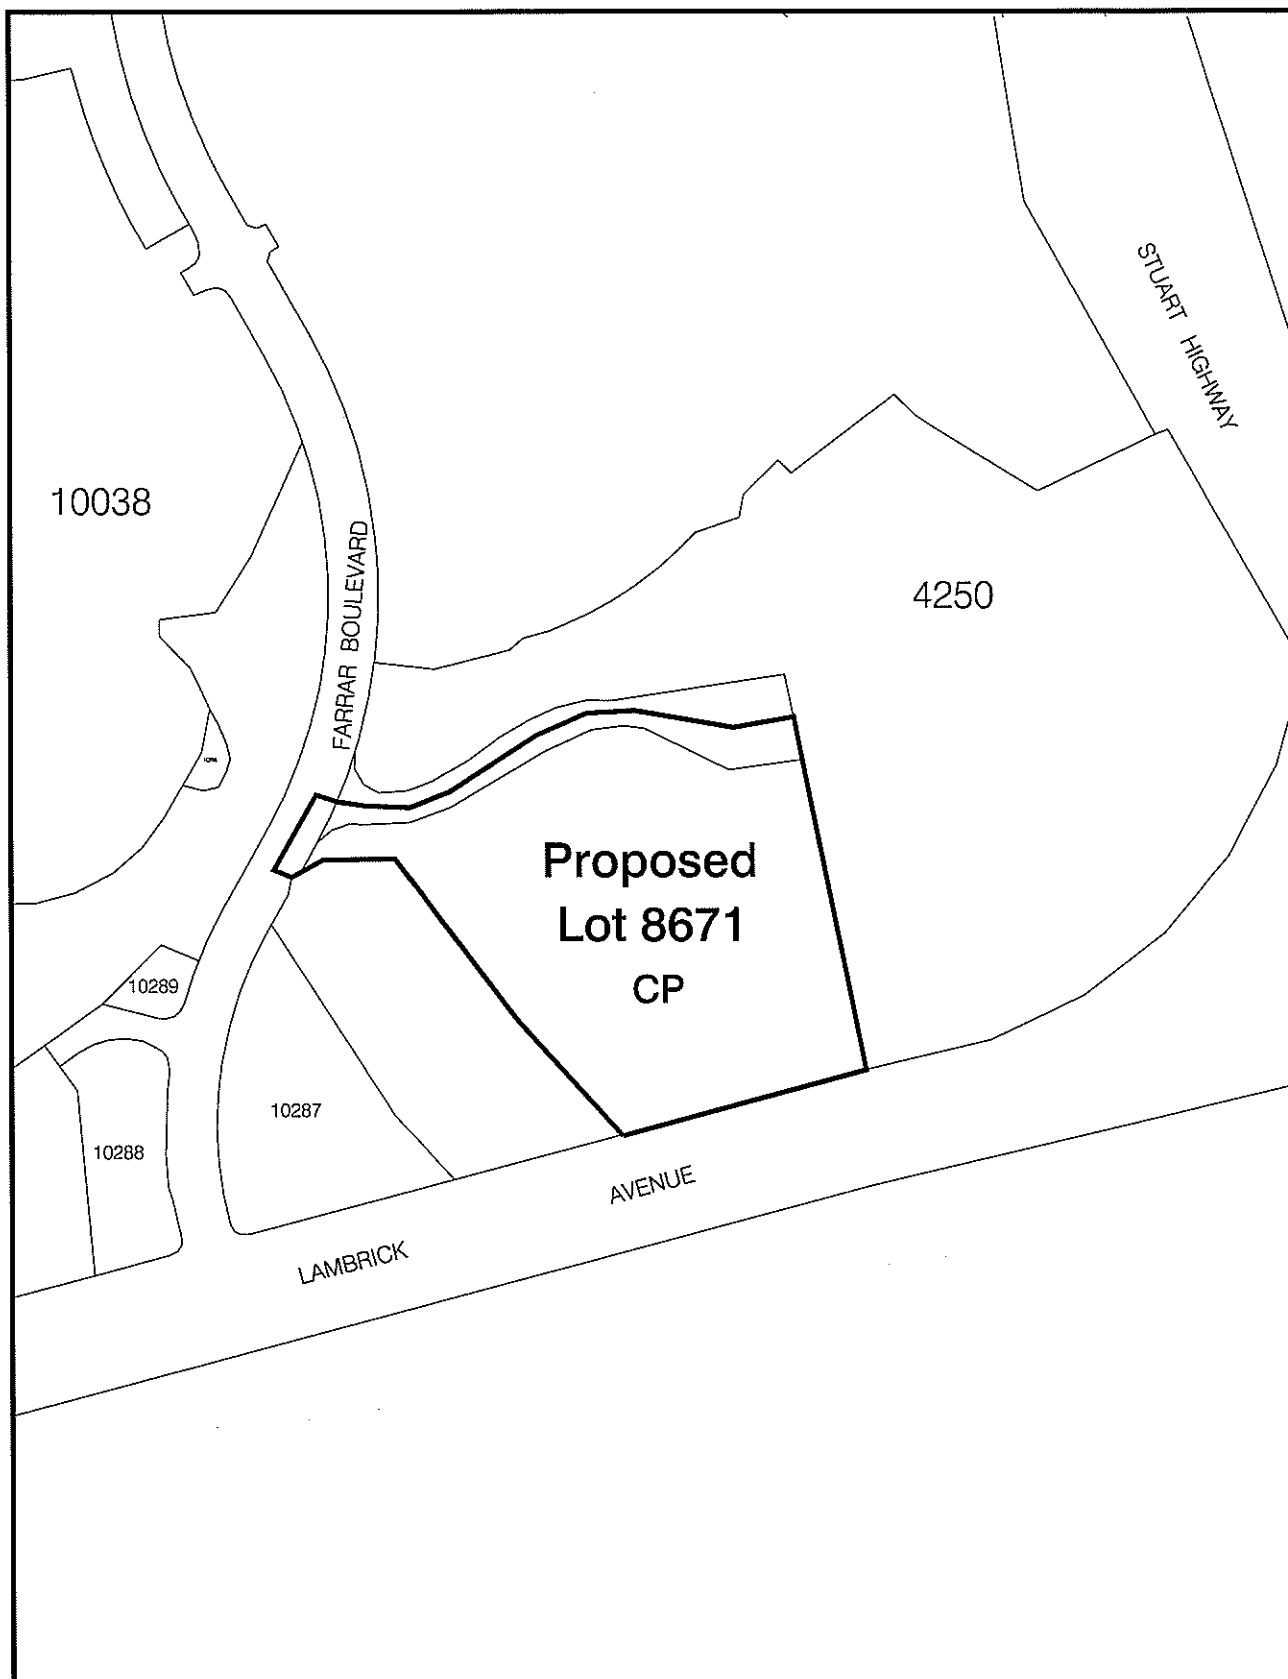 STUART HIGHWAY
10038
4250
FARRAR BOULEVARD
Proposed
Lot 8671
CP
10289
10287
10288
LAMBRICK AVENUE